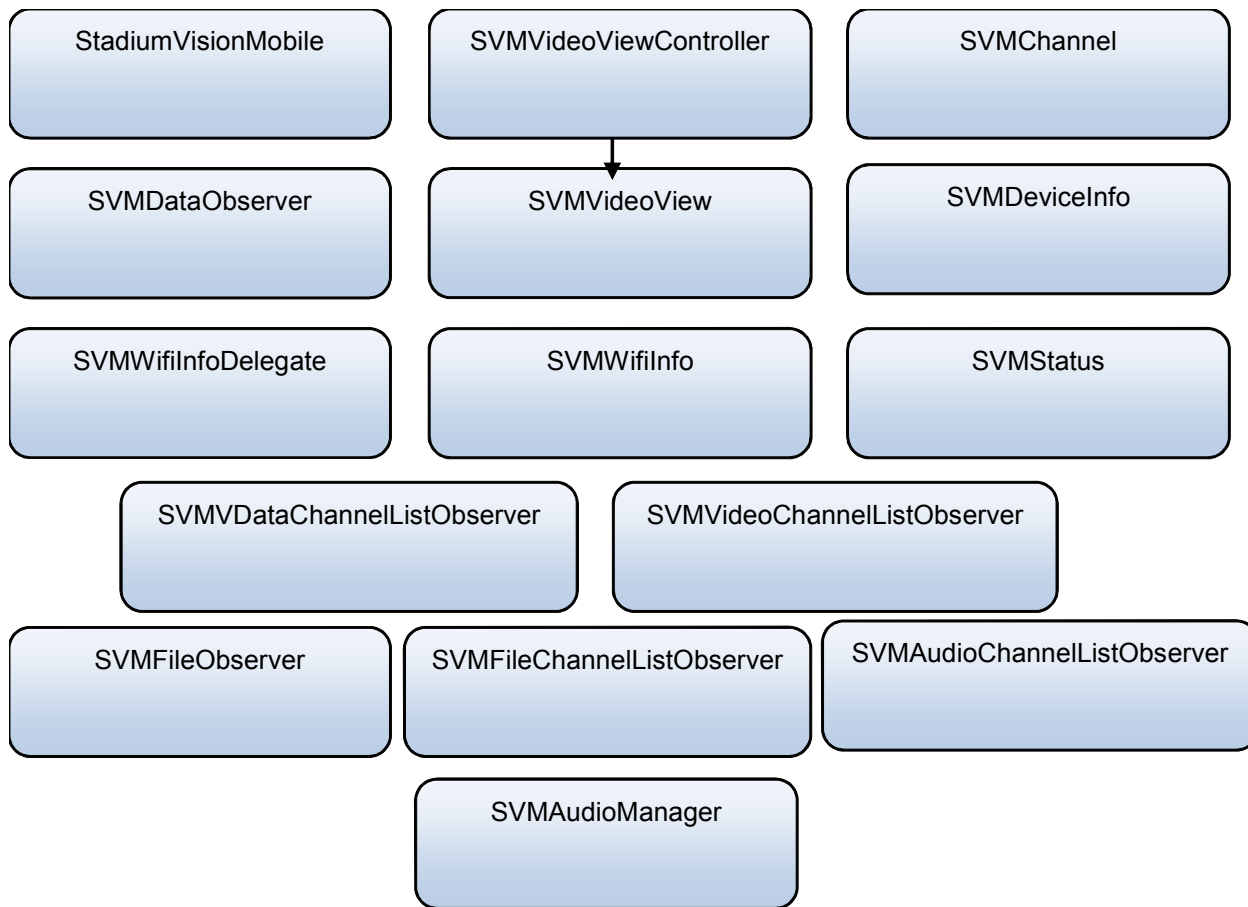 StadiumVisionMobile
SVMVideoViewController
SVMChannel
SVMDataObserver
SVMVideoView
SVMDeviceInfo
SVMWifiInfoDelegate
SVMWifiInfo
SVMStatus
SVMVDataChannelListObserver
SVMVideoChannelListObserver
SVMFileObserver
SVMFileChannelListObserver
SVMAudioChannelListObserver
SVMAudioManager